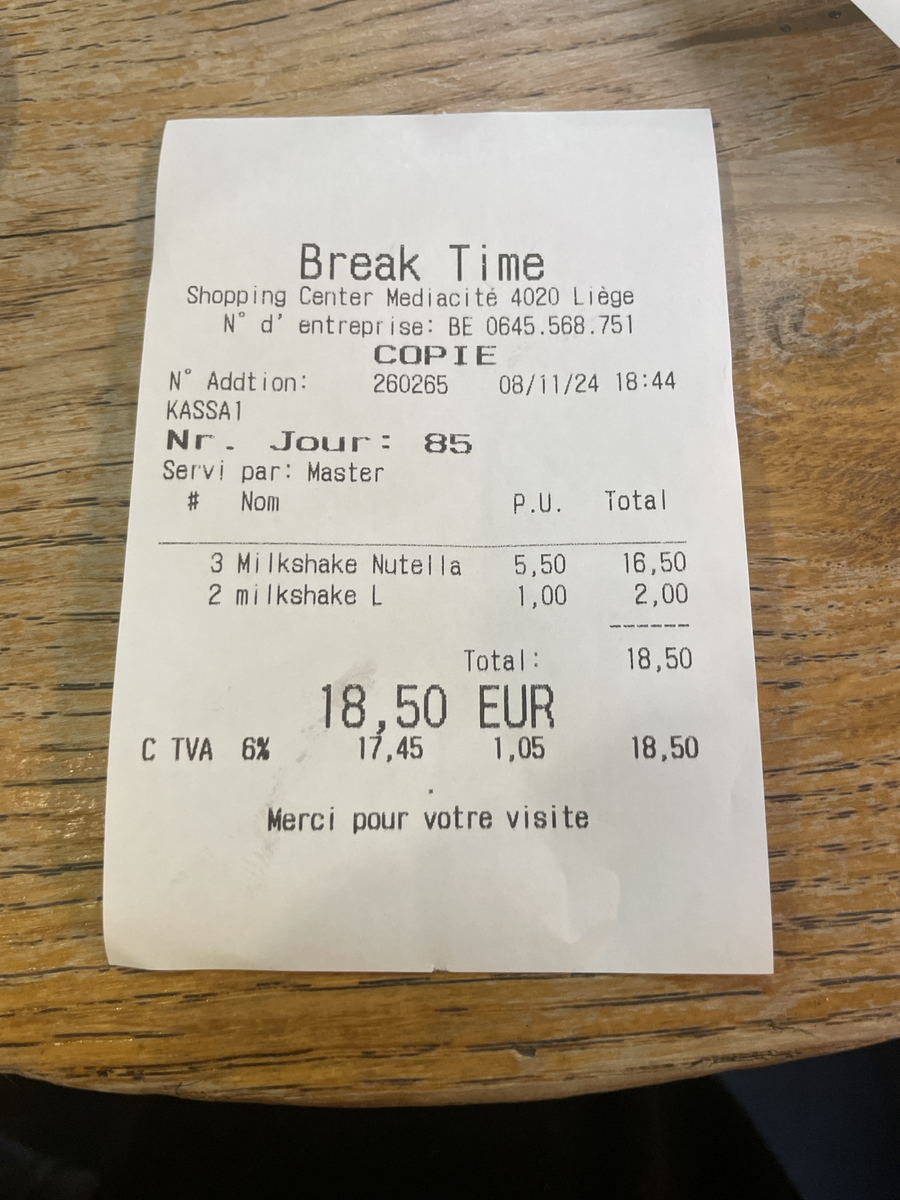 Break Time
Shopping Center Mediacité 4020 Liège
N° d' entreprise: BE 0645.568.751
COPIE
N° Addtion: 260265 08/11/24 18:44
KASSA1
Nr. Jour: 85
Servi par: Master
# Nom P.U. Total
3 Milkshake Nutella 5,50 16,50
2 milkshake L 1,00 2,00
Total: 18,50
18,50 EUR
C TVA 6% 17,45 1,05 18,50
Merci pour votre visite